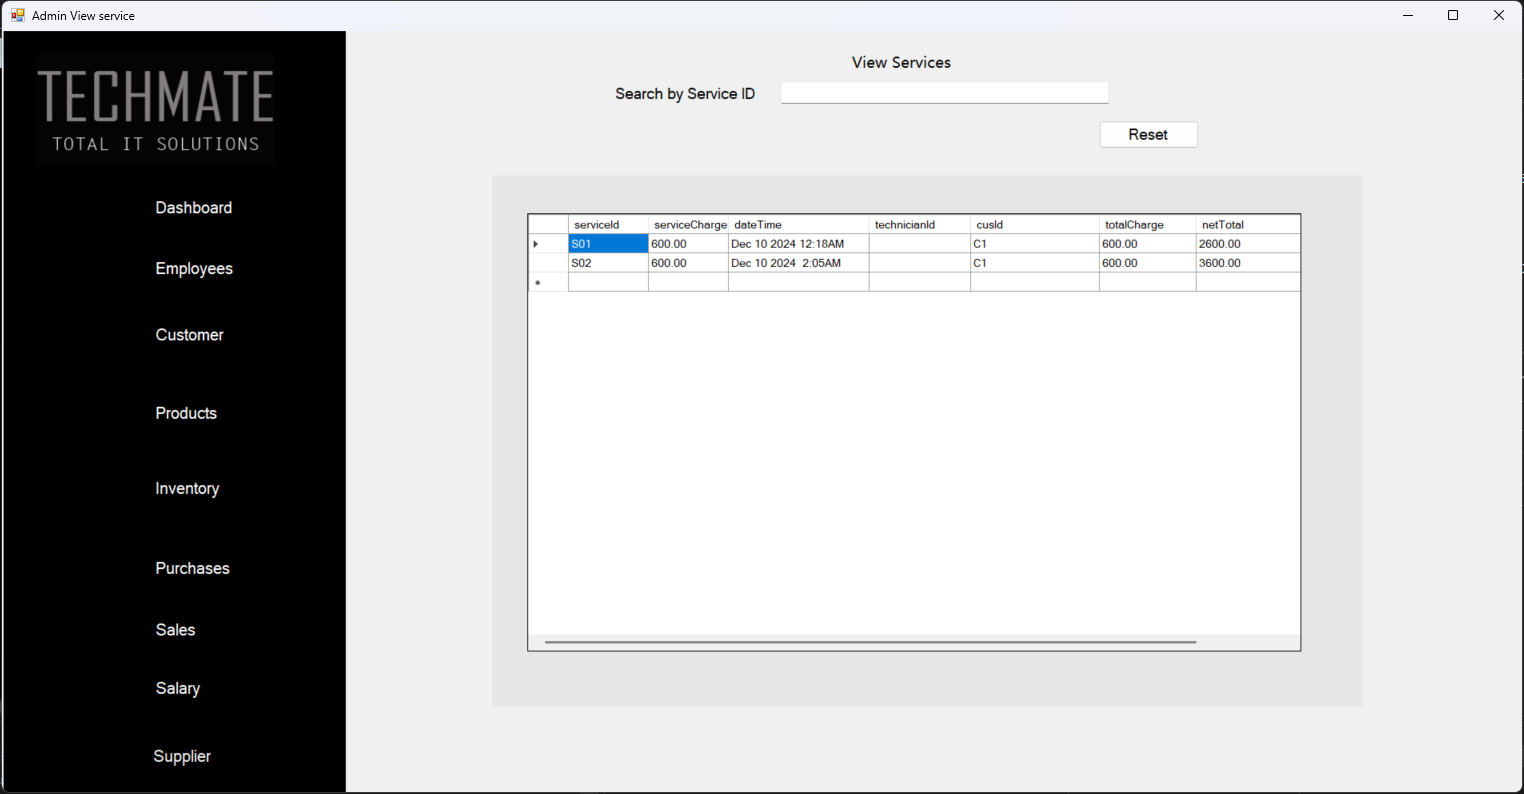 Admin View service
TECHMATE
TOTAL IT SOLUTIONS
Dashboard
Employees
Customer
Products
Inventory
Purchases
Sales
Salary
Supplier
View Services
Search by Service ID
Reset
serviceId serviceCharge dateTime technicianId cusId totalCharge netTotal
S01 600.00 Dec 10 2024 12:18AM C1 600.00 2600.00
S02 600.00 Dec 10 2024  2:05AM C1 600.00 3600.00